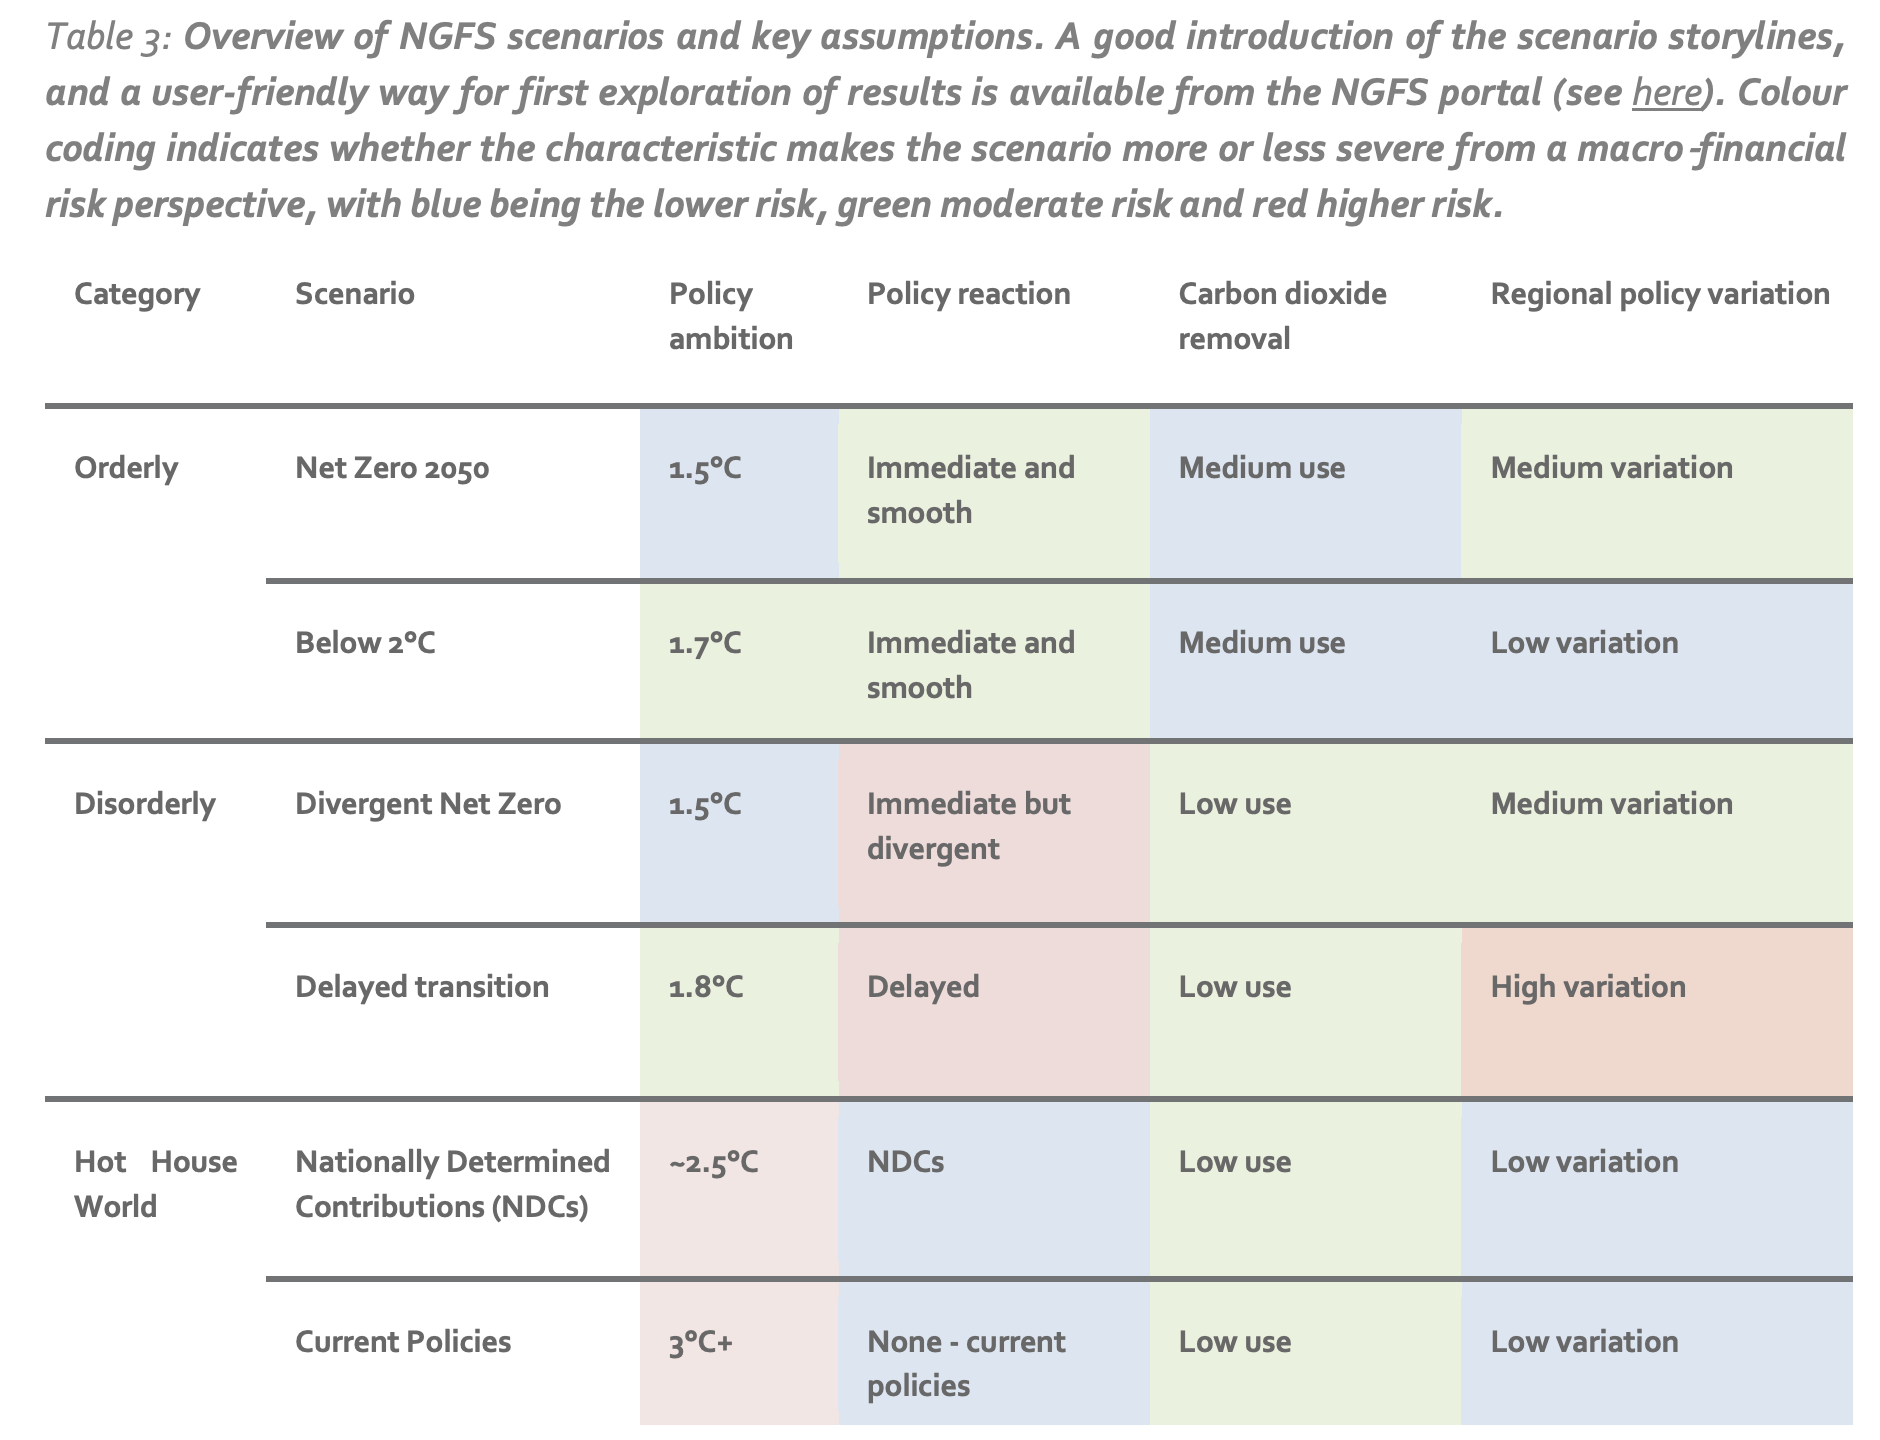 Table 3: Overview of NGFS scenarios and key assumptions. A good introduction of the scenario storylines,
and a user-friendly way for first exploration of results is available from the NGFS portal (see here). Colour
coding indicates whether the characteristic makes the scenario more or less severe from a macro-financial
risk perspective, with blue being the lower risk, green moderate risk and red higher risk.
Category Scenario Policy ambition Policy reaction Carbon dioxide removal Regional policy variation
Orderly Net Zero 2050 1.5°C Immediate and smooth Medium use Medium variation
Below 2°C 1.7°C Immediate and smooth Medium use Low variation
Disorderly Divergent Net Zero 1.5°C Immediate but divergent Low use Medium variation
Delayed transition 1.8°C Delayed Low use High variation
Hot House World Nationally Determined Contributions (NDCs) ~2.5°C NDCs Low use Low variation
Current Policies 3°C+ None - current policies Low use Low variation